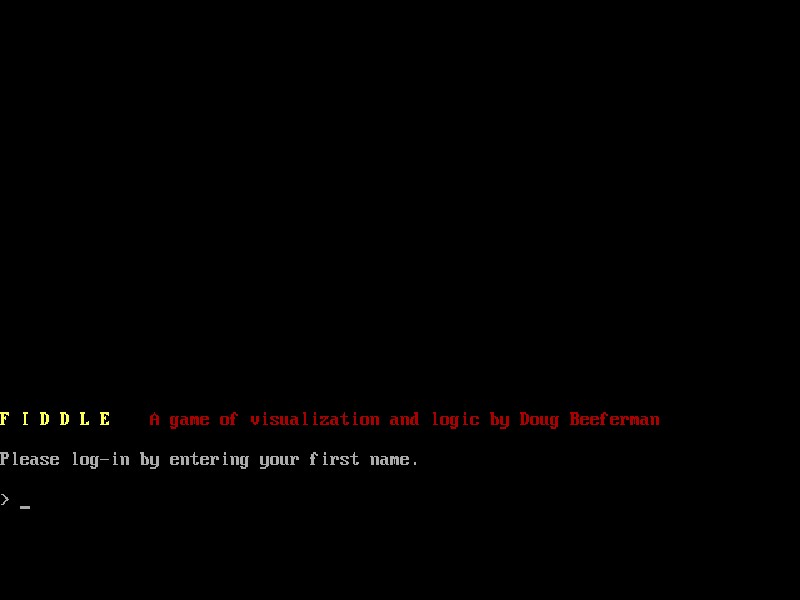 F I D D L E    A game of visualization and logic by Doug Beeferman
Please log-in by entering your first name.
> _